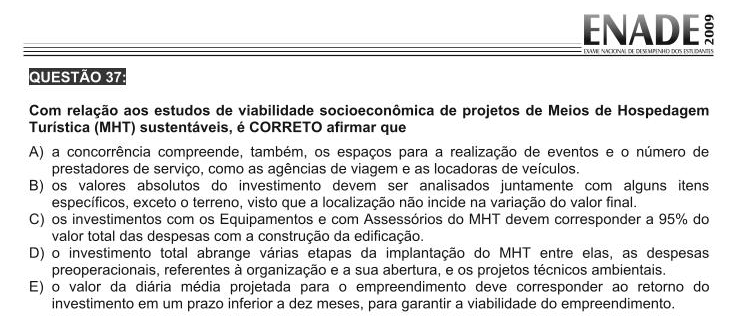 ENADE 2009
EXAME NACIONAL DE DESEMPENHO DOS ESTUDANTES
QUESTÃO 37:
Com relação aos estudos de viabilidade socioeconômica de projetos de Meios de Hospedagem
Turística (MHT) sustentáveis, é CORRETO afirmar que
A) a concorrência compreende, também, os espaços para a realização de eventos e o número de
prestadores de serviço, como as agências de viagem e as locadoras de veículos.
B) os valores absolutos do investimento devem ser analisados juntamente com alguns itens
específicos, exceto o terreno, visto que a localização não incide na variação do valor final.
C) os investimentos com os Equipamentos e com Assessórios do MHT devem corresponder a 95% do
valor total das despesas com a construção da edificação.
D) o investimento total abrange várias etapas da implantação do MHT entre elas, as despesas
preoperacionais, referentes à organização e a sua abertura, e os projetos técnicos ambientais.
E) o valor da diária média projetada para o empreendimento deve corresponder ao retorno do
investimento em um prazo inferior a dez meses, para garantir a viabilidade do empreendimento.